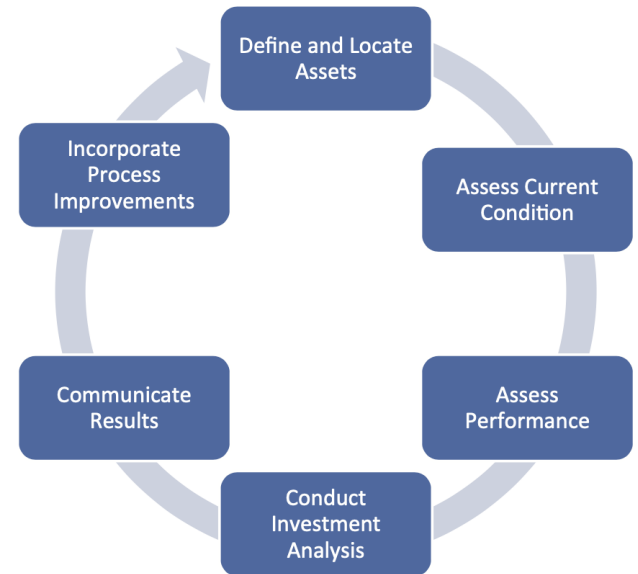 Define and Locate
Assets
Assess Current
Condition
Assess
Performance
Conduct
Investment
Analysis
Communicate
Results
Incorporate
Process
Improvements